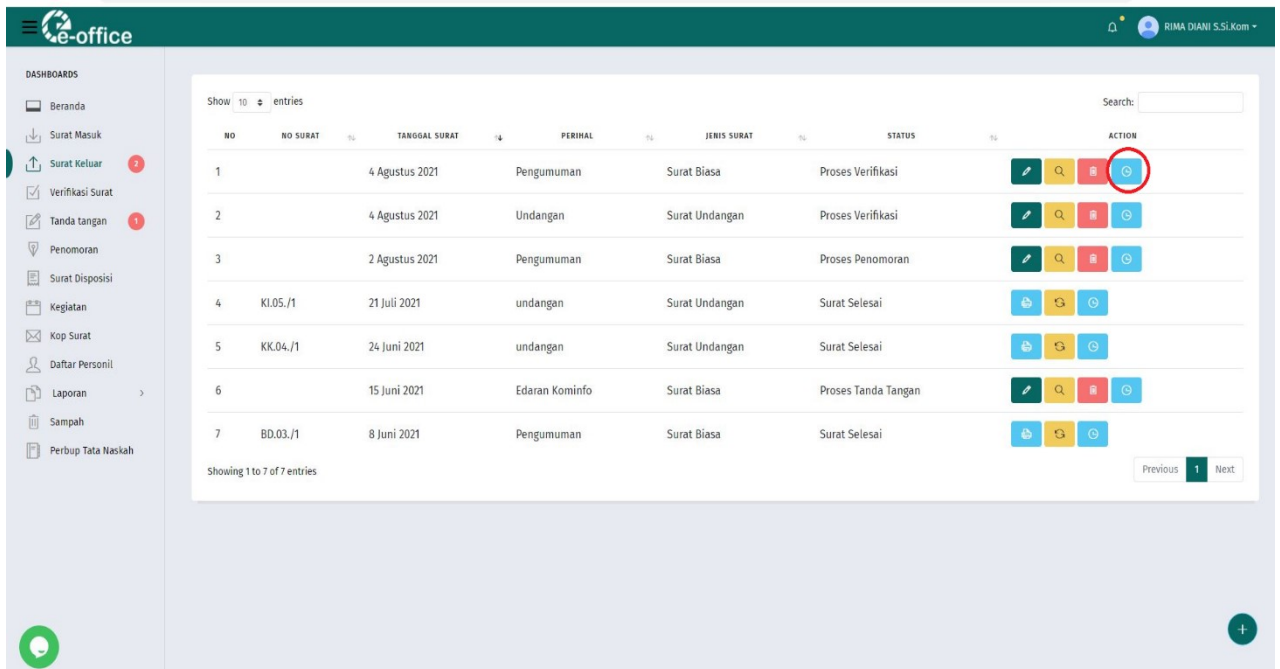 e-office
RIMA DIANI S.Si.Kom
DASHBOARDS
Beranda
Surat Masuk
Surat Keluar 2
Verifikasi Surat
Tanda tangan 1
Penomoran
Surat Disposisi
Kegiatan
Kop Surat
Daftar Personil
Laporan
Sampah
Perbup Tata Naskah
Show 10 entries
Search:
NO NO SURAT TANGGAL SURAT PERIHAL JENIS SURAT STATUS ACTION
1 4 Agustus 2021 Pengumuman Surat Biasa Proses Verifikasi
2 4 Agustus 2021 Undangan Surat Undangan Proses Verifikasi
3 2 Agustus 2021 Pengumuman Surat Biasa Proses Penomoran
4 KI.05./1 21 Juli 2021 undangan Surat Undangan Surat Selesai
5 KK.04./1 24 Juni 2021 undangan Surat Undangan Surat Selesai
6 15 Juni 2021 Edaran Kominfo Surat Biasa Proses Tanda Tangan
7 BD.03./1 8 Juni 2021 Pengumuman Surat Biasa Surat Selesai
Showing 1 to 7 of 7 entries
Previous 1 Next